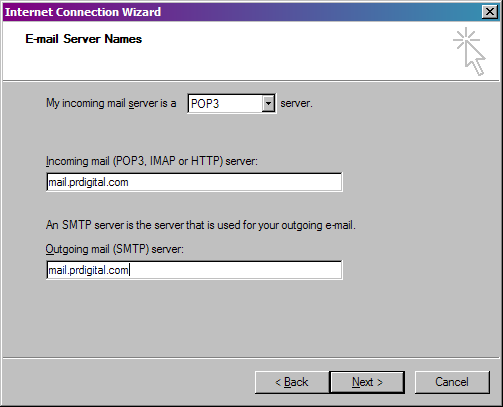 Internet Connection Wizard
E-mail Server Names
My incoming mail server is a POP3 server.
Incoming mail (POP3, IMAP or HTTP) server:
mail.prdigital.com
An SMTP server is the server that is used for your outgoing e-mail.
Outgoing mail (SMTP) server:
mail.prdigital.com
< Back Next > Cancel